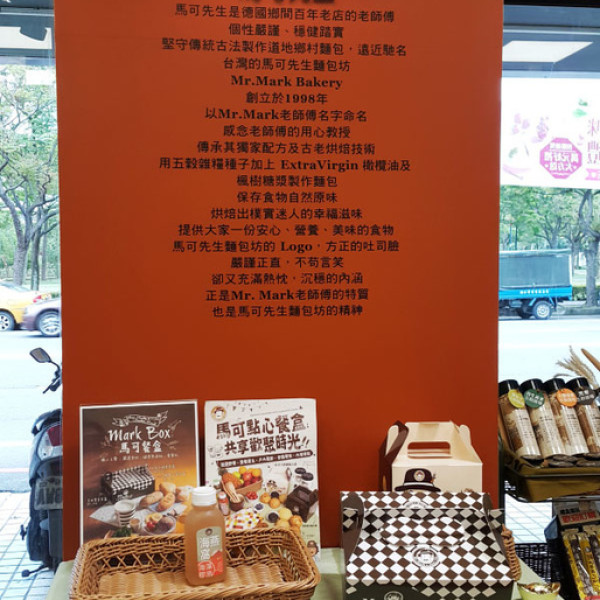 馬可先生是德國鄉間百年老店的老師傅
個性嚴謹、穩健踏實
堅守傳統古法製作道地鄉村麵包，遠近馳名
台灣的馬可先生麵包坊
Mr.Mark Bakery
創立於1998年
以Mr.Mark老師傅名字命名
感念老師傅的用心教授
傳承其獨家配方及古老烘焙技術
用五穀雜糧種子加上 ExtraVirgin 橄欖油及
楓樹糖漿製作麵包
保存食物自然原味
烘焙出樸實迷人的幸福滋味
提供大家一份安心、營養、美味的食物
馬可先生麵包坊的 Logo，方正的吐司臉
嚴謹正直，不苟言笑
卻又充滿熱忱，沉穩的內涵
正是Mr. Mark老師傅的特質
也是馬可先生麵包坊的精神
Mark Box
馬可餐盒
馬可點心餐盒
共享歡聚時光!!